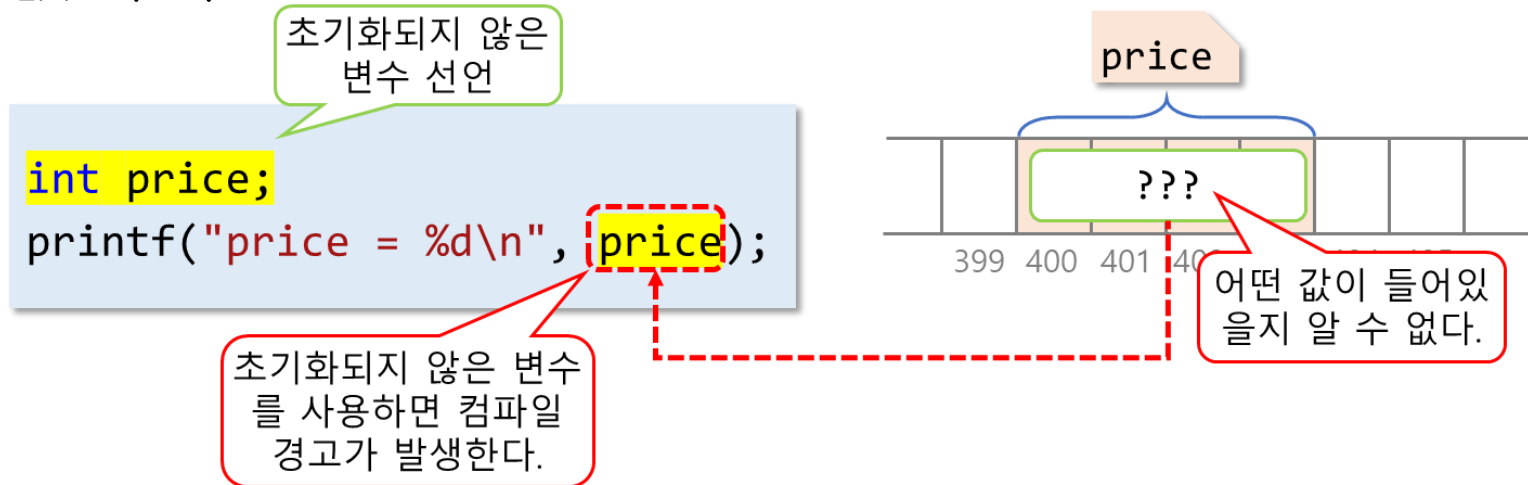 초기화되지 않은
변수 선언
int price;
printf("price = %d\n", price);
초기화되지 않은 변수
를 사용하면 컴파일
경고가 발생한다.
price
???
399 400 401
어떤 값이 들어있
을지 알 수 없다.